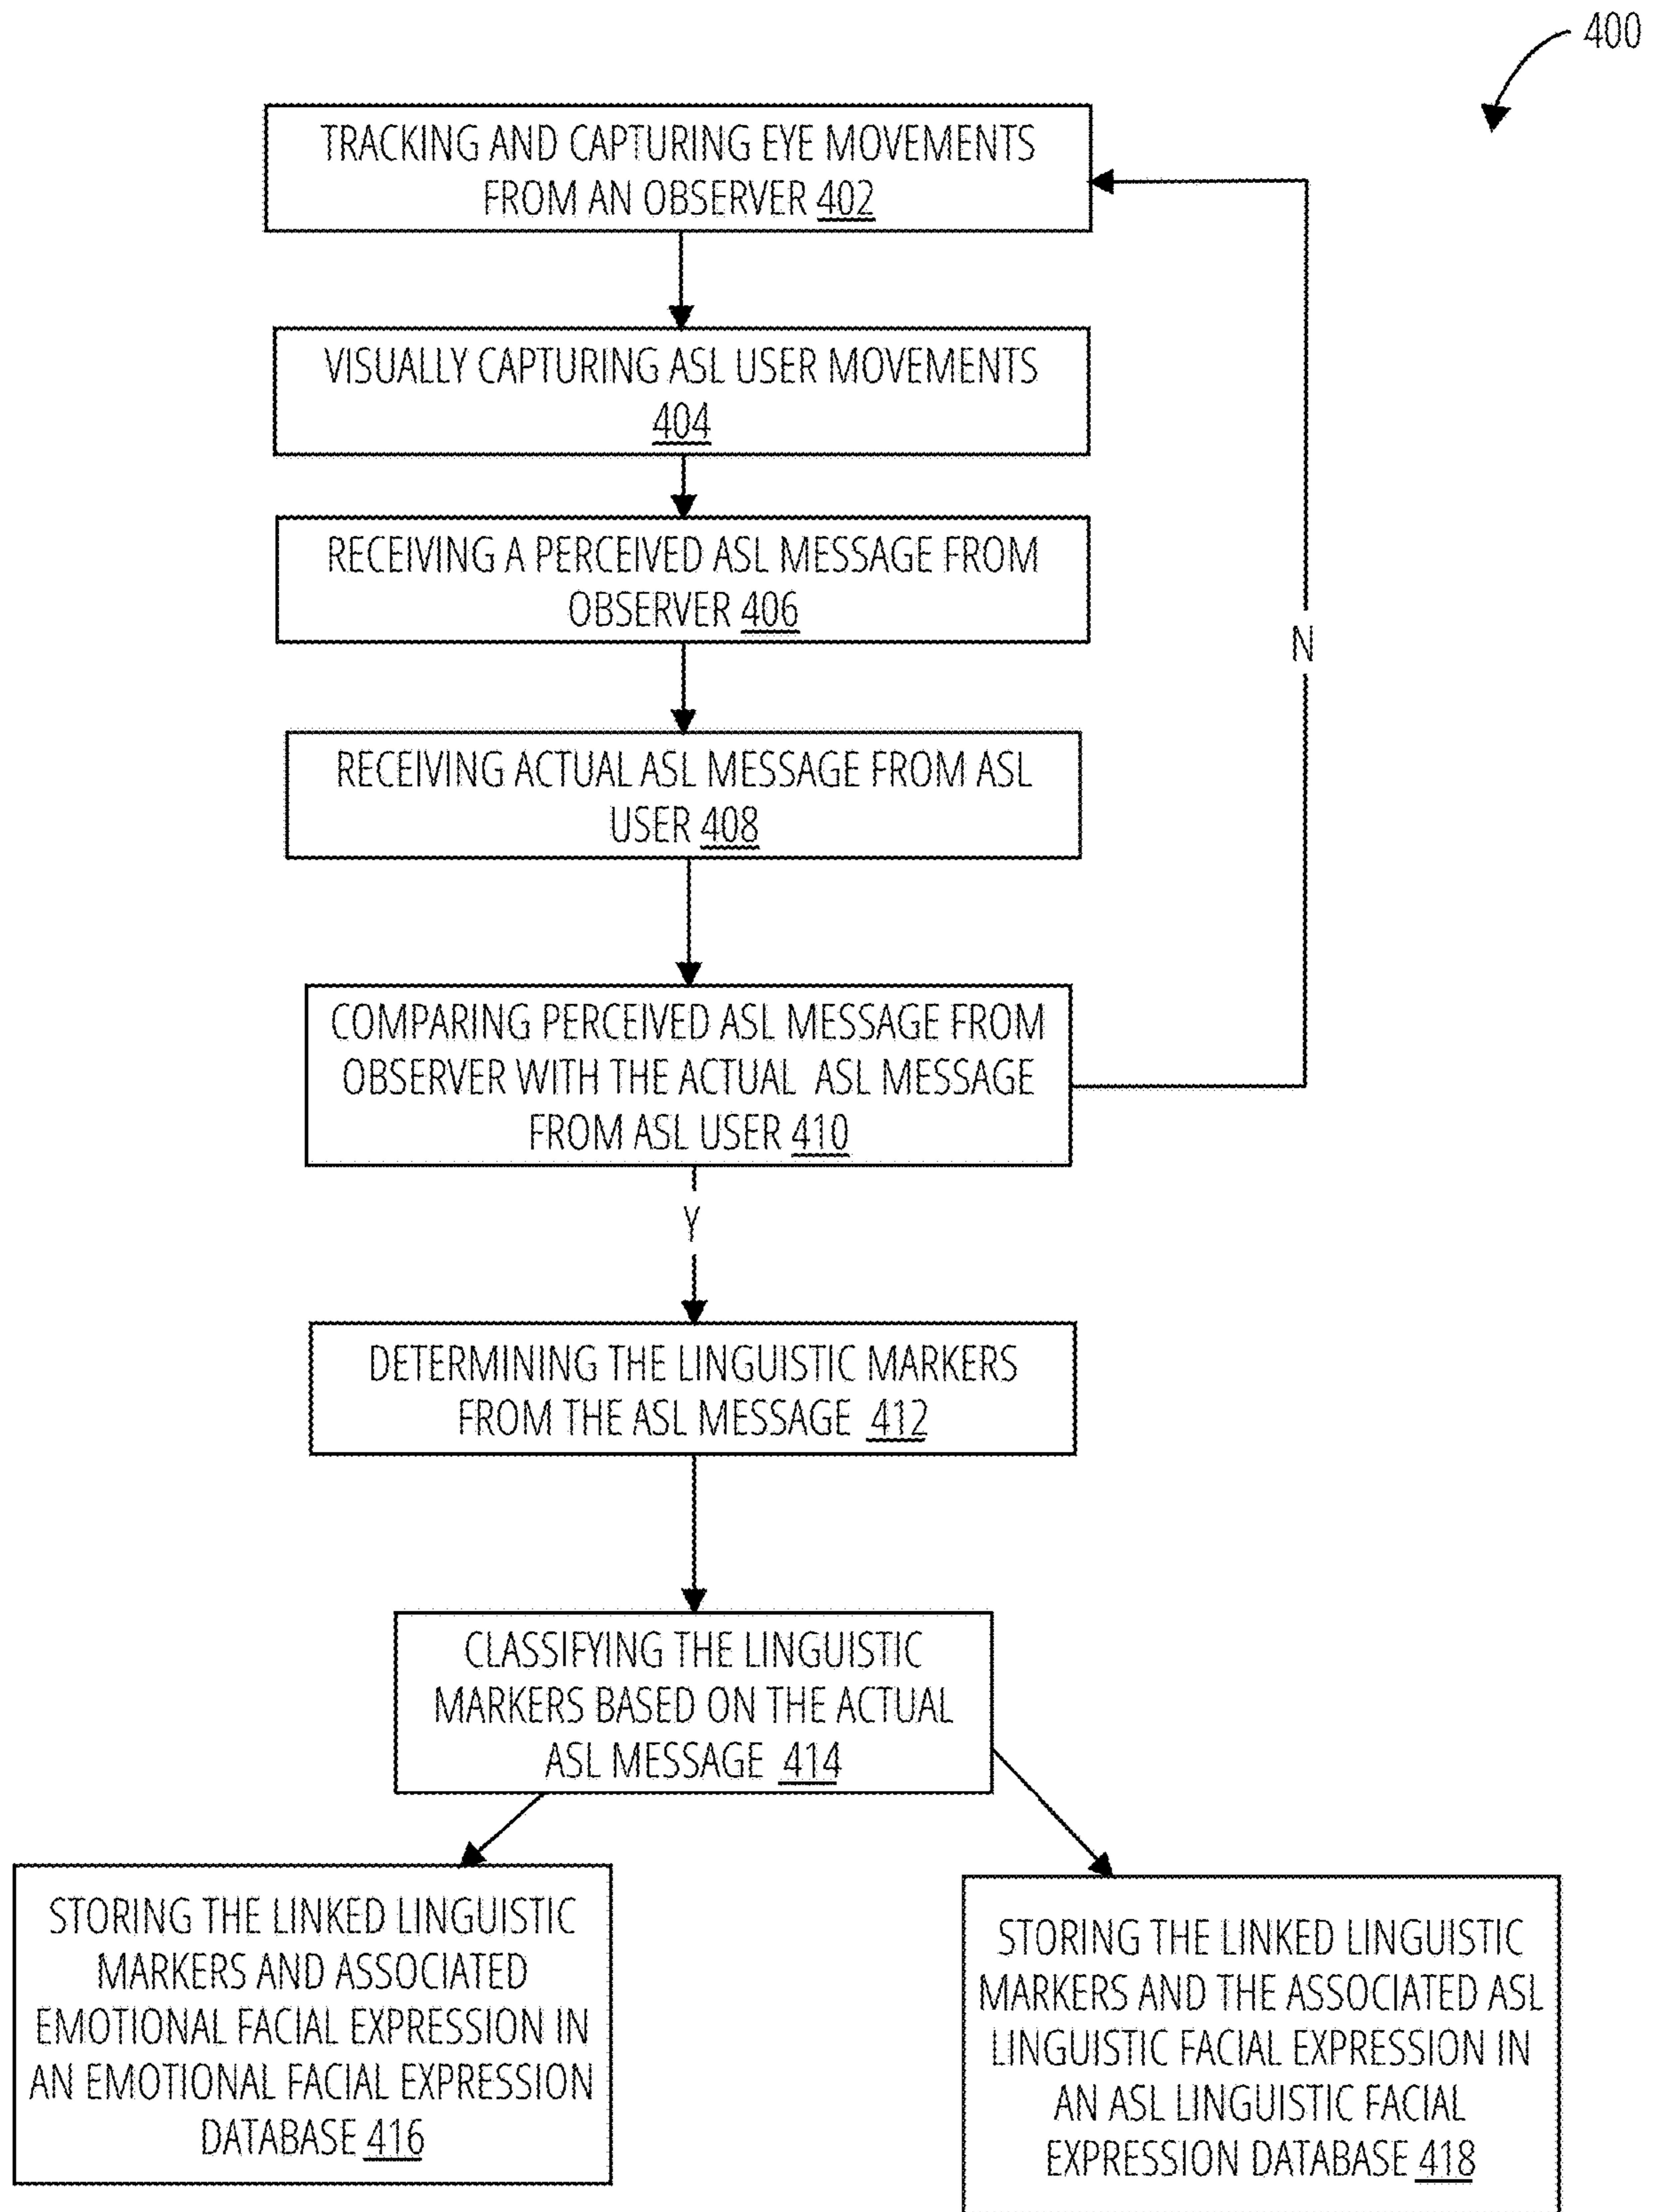 400
TRACKING AND CAPTURING EYE MOVEMENTS
FROM AN OBSERVER 402
VISUALLY CAPTURING ASL USER MOVEMENTS
404
RECEIVING A PERCEIVED ASL MESSAGE FROM
OBSERVER 406
N
RECEIVING ACTUAL ASL MESSAGE FROM ASL
USER 408
COMPARING PERCEIVED ASL MESSAGE FROM
OBSERVER WITH THE ACTUAL ASL MESSAGE
FROM ASL USER 410
Y
DETERMINING THE LINGUISTIC MARKERS
FROM THE ASL MESSAGE 412
CLASSIFYING THE LINGUISTIC
MARKERS BASED ON THE ACTUAL
ASL MESSAGE 414
STORING THE LINKED LINGUISTIC
MARKERS AND ASSOCIATED
EMOTIONAL FACIAL EXPRESSION IN
AN EMOTIONAL FACIAL EXPRESSION
DATABASE 416
STORING THE LINKED LINGUISTIC
MARKERS AND THE ASSOCIATED ASL
LINGUISTIC FACIAL EXPRESSION IN
AN ASL LINGUISTIC FACIAL
EXPRESSION DATABASE 418